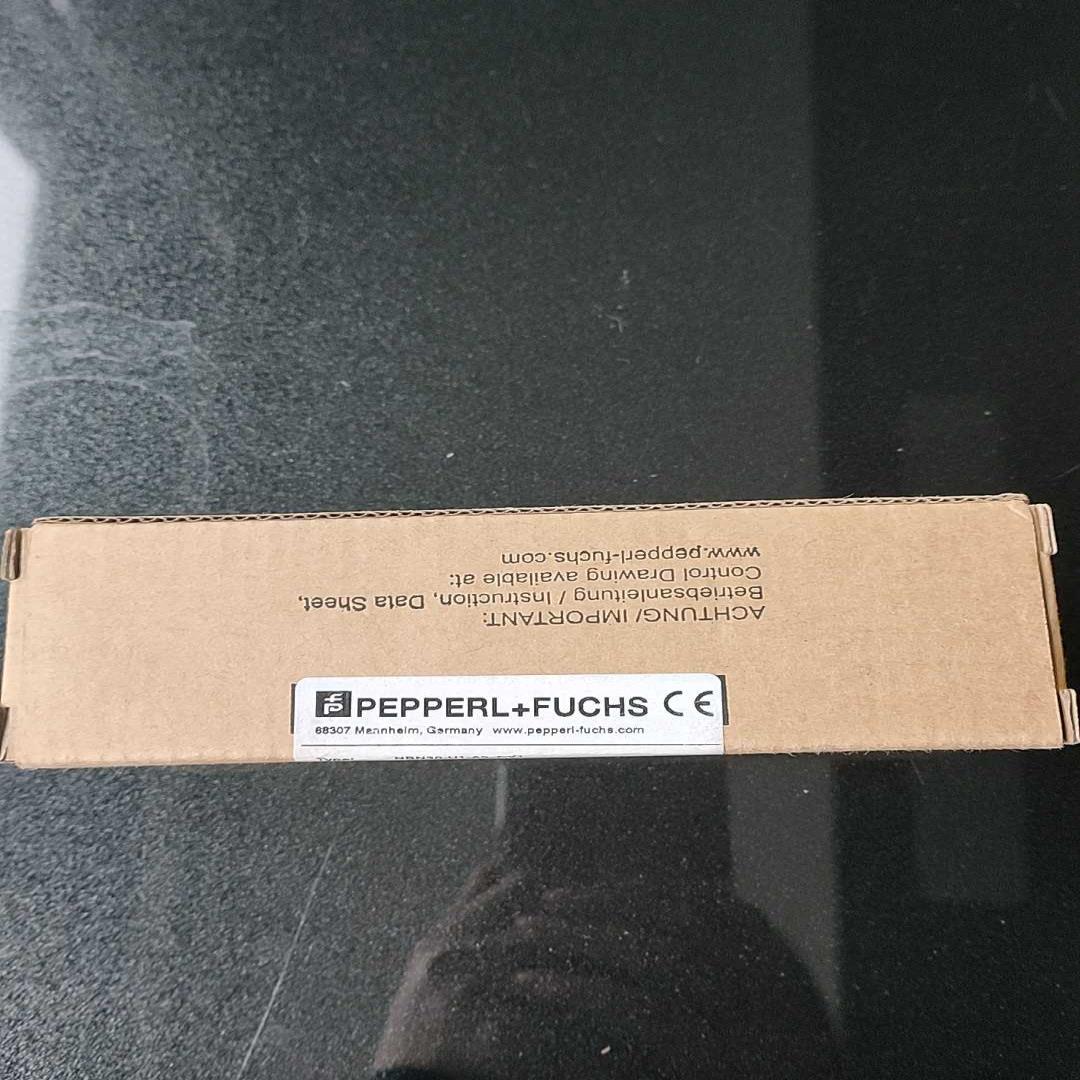 ACHTUNG/ IMPORTANT:
Betriebsanleitung / Instruction, Data Sheet,
Control Drawing available at:
www.pepperl-fuchs.com
PEPPERL+FUCHS CE
68307 Mannheim, Germany www.pepperl-fuchs.com